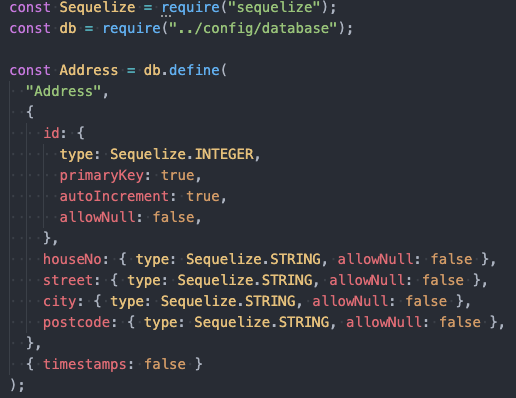 const Sequelize = require("sequelize");
const db = require("../config/database");

const Address = db.define(
  "Address",
  {
    id: {
      type: Sequelize.INTEGER,
      primaryKey: true,
      autoIncrement: true,
      allowNull: false,
    },
    houseNo: { type: Sequelize.STRING, allowNull: false },
    street: { type: Sequelize.STRING, allowNull: false },
    city: { type: Sequelize.STRING, allowNull: false },
    postcode: { type: Sequelize.STRING, allowNull: false },
  },
  { timestamps: false }
);